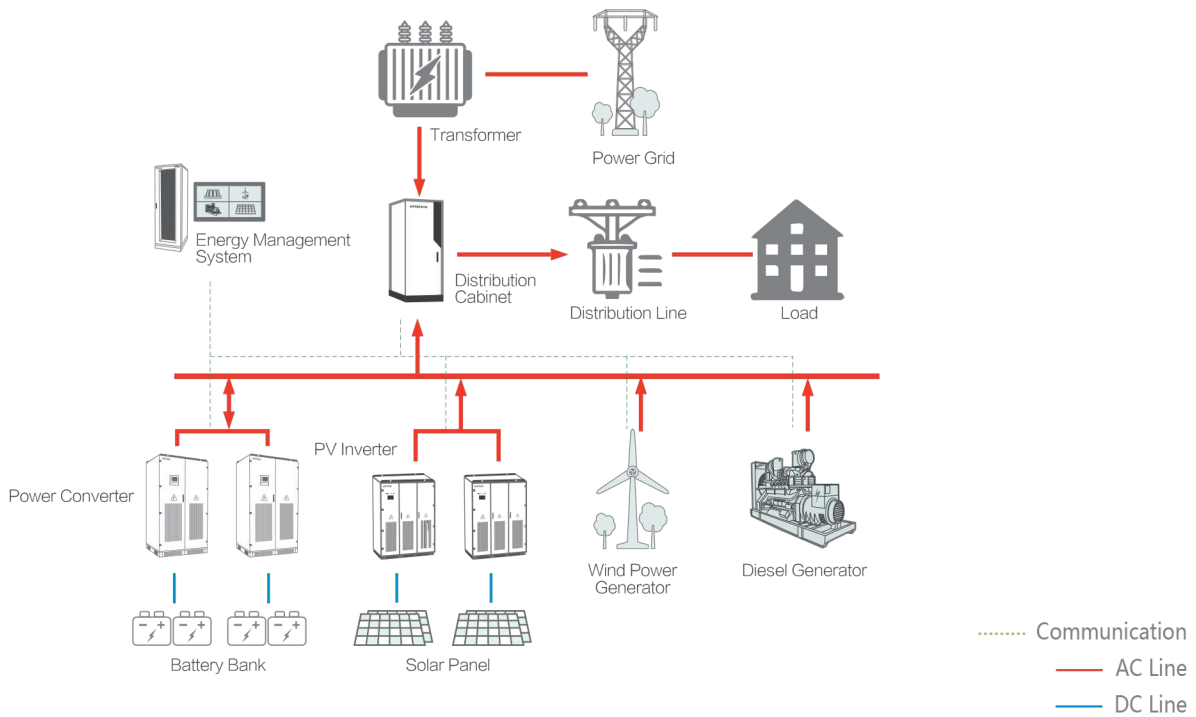 Transformer
Power Grid
Energy Management
System
Distribution
Cabinet
Distribution Line
Load
PV Inverter
Power Converter
Wind Power
Generator
Diesel Generator
Battery Bank
Solar Panel
Communication
AC Line
DC Line